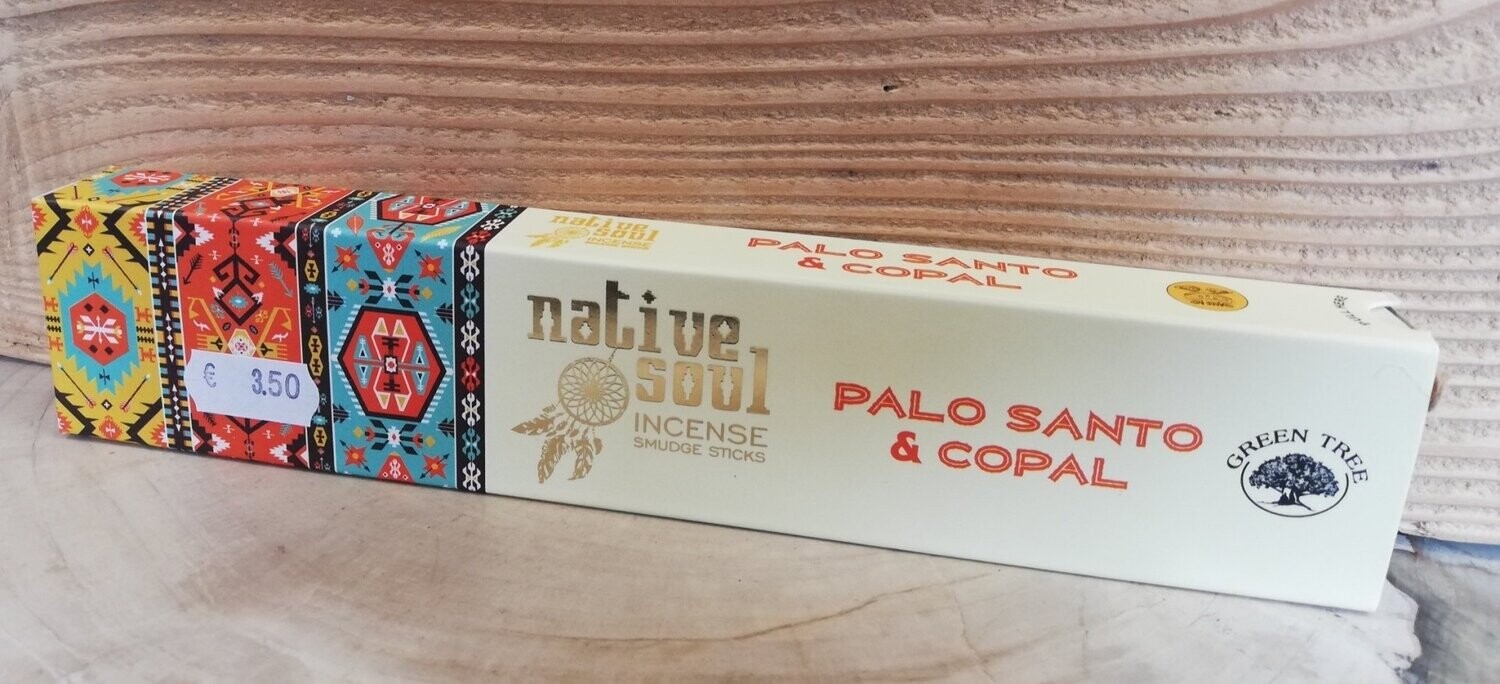 native
soul
INCENSE
PALO SANTO
& COPAL
€ 3.50
native
soul
INCENSE
SMUDGE STICKS
PALO SANTO
& COPAL
GREEN TREE